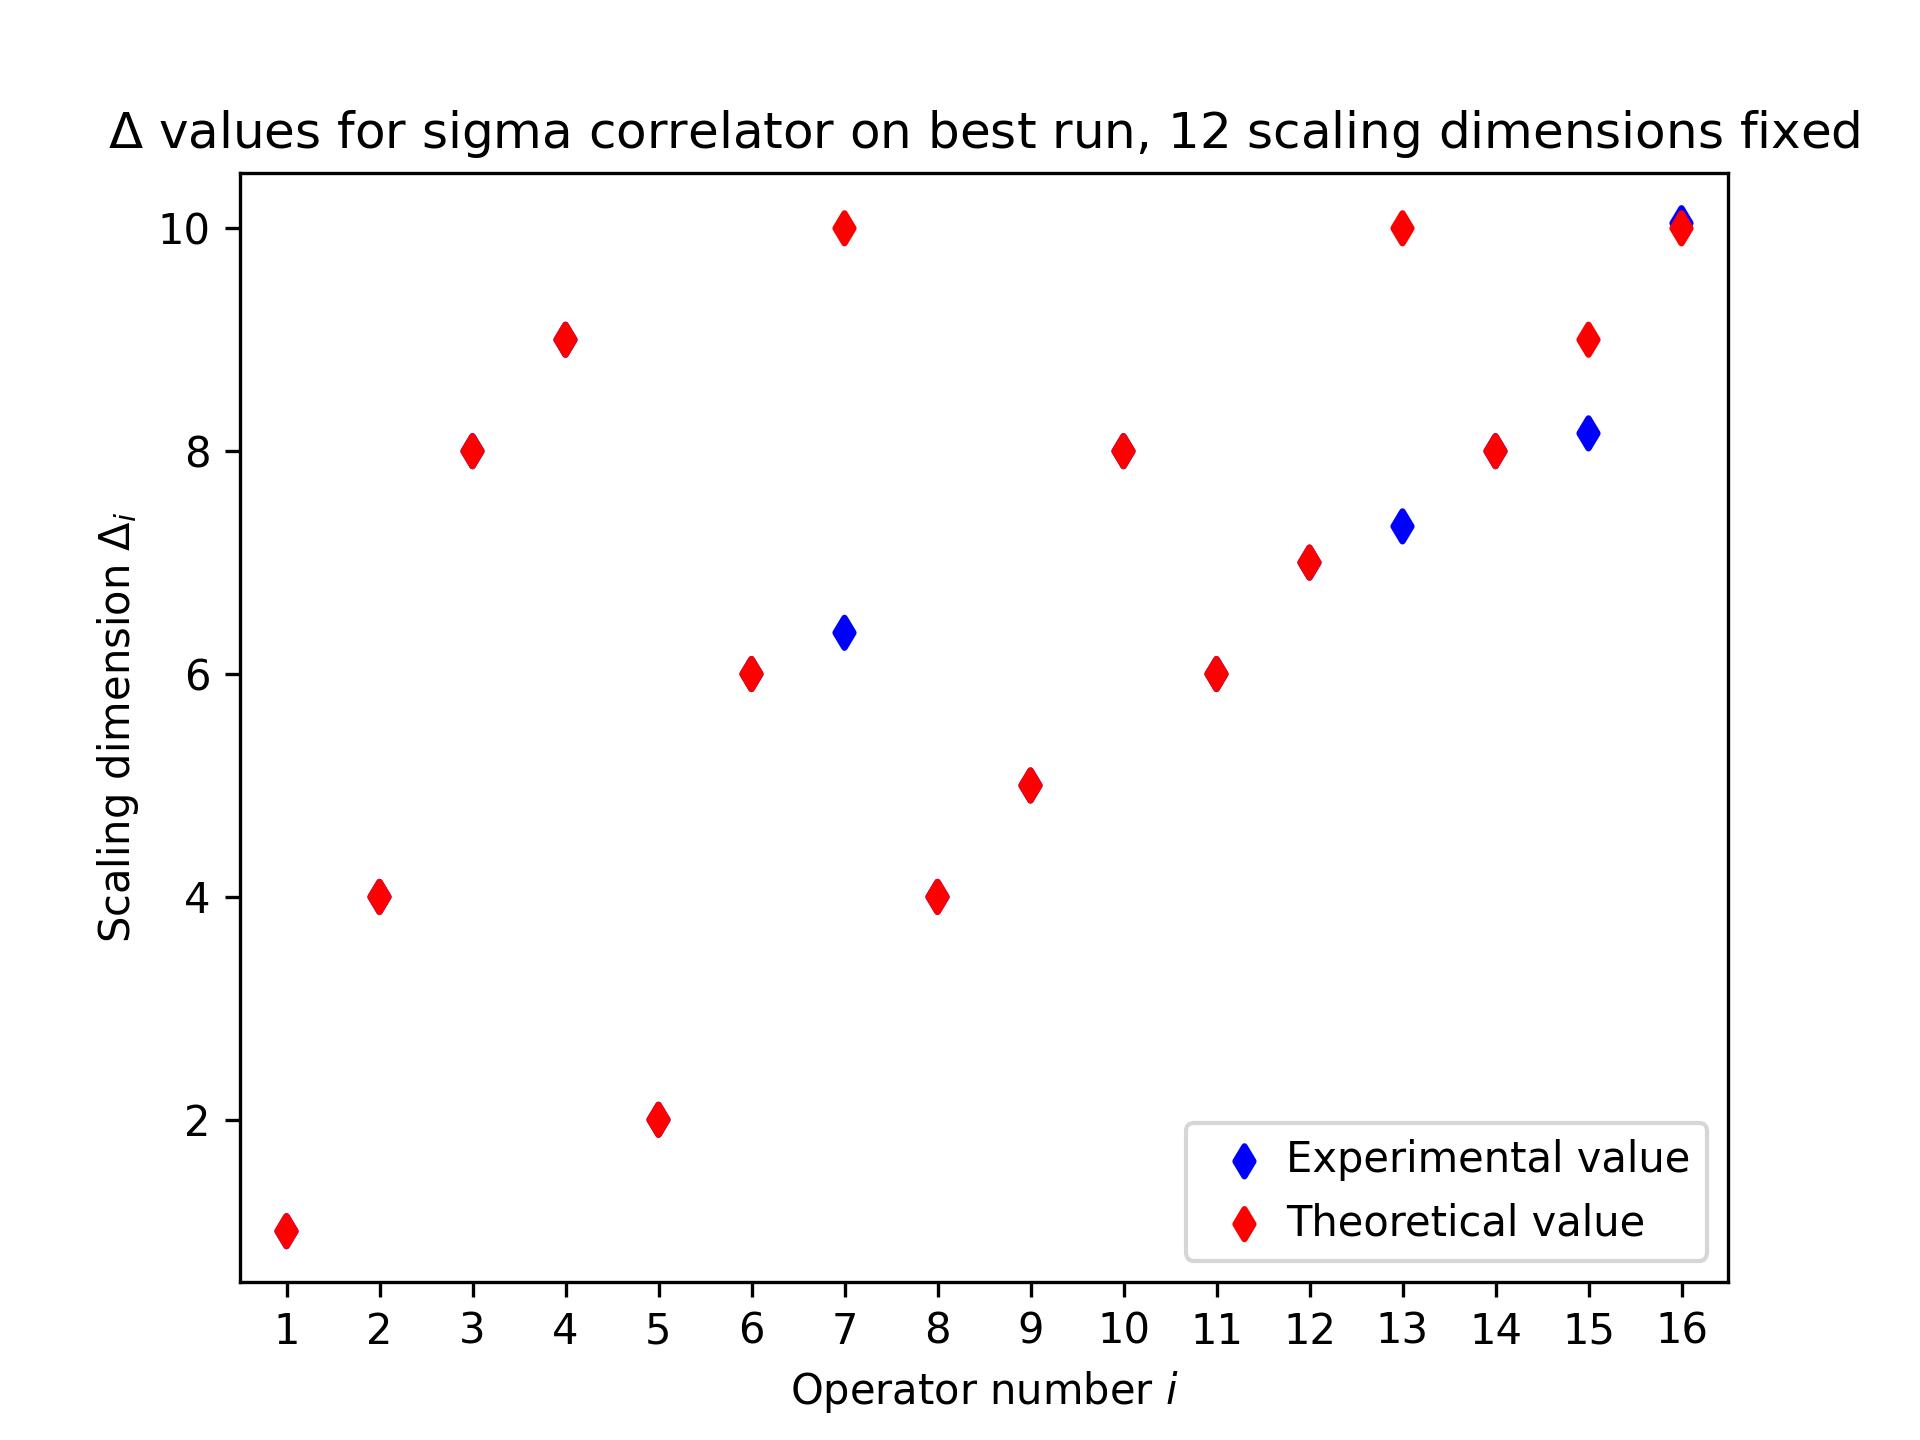 Δ values for sigma correlator on best run, 12 scaling dimensions fixed
10
8
6
4
2
Scaling dimension Δi
Experimental value
Theoretical value
1 2 3 4 5 6 7 8 9 10 11 12 13 14 15 16
Operator number i